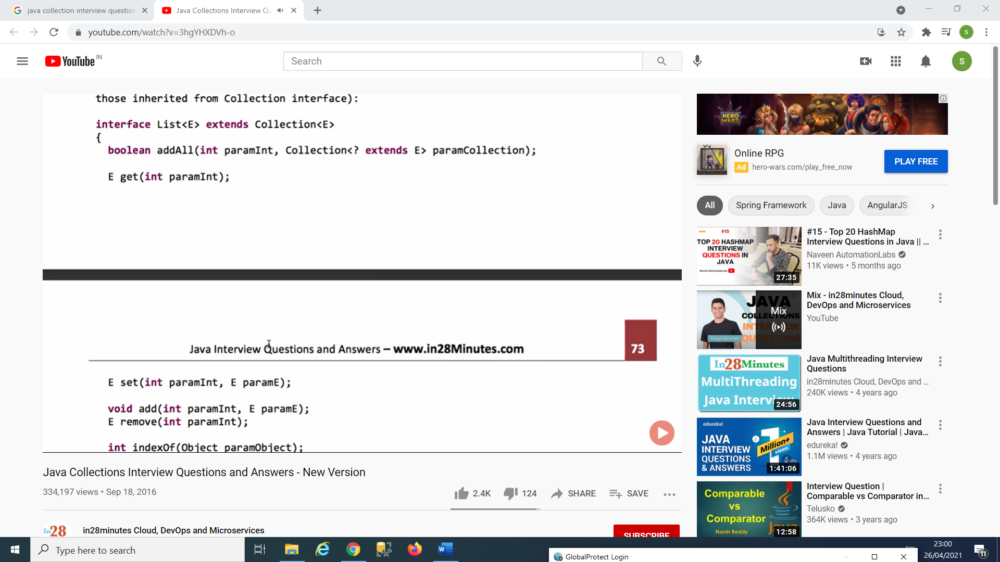 java collection interview question
Java Collections Interview Qu
youtube.com/watch?v=3hgYHXDVh-o
S
YouTube IN
Search
S
those inherited from Collection interface):
interface List<E> extends Collection<E>
{
boolean addAll(int paramInt, Collection<? extends E> paramCollection);
E get(int paramInt);
Java Interview Questions and Answers – www.in28Minutes.com
73
E set(int paramInt, E paramE);
void add(int paramInt, E paramE);
E remove(int paramInt);
int indexOf(Object paramObject);
Java Collections Interview Questions and Answers - New Version
334,197 views • Sep 18, 2016
2.4K
124
SHARE
SAVE
In28
in28minutes Cloud, DevOps and Microservices
SUBSCRIBE
HERO
WARS
Online RPG
Ad hero-wars.com/play_free_now
PLAY FREE
All
Spring Framework
Java
AngularJS
#15
TOP 20 HASHMAP
INTERVIEW
QUESTIONS IN
JAVA
Naveen AutomationLabs
27:35
#15 - Top 20 HashMap
Interview Questions in Java || ...
Naveen AutomationLabs
11K views • 5 months ago
JAVA
COLLECTIONS
INTERVIEW
QUESTIONS
Ranga Karanam
Mix
Mix - in28minutes Cloud,
DevOps and Microservices
YouTube
In28Minutes
MultiThreading
Java Interview
24:56
Java Multithreading Interview
Questions
in28minutes Cloud, DevOps and ...
240K views • 4 years ago
edureka!
JAVA
INTERVIEW
QUESTIONS
& ANSWERS
1
Million+
views
1:41:06
Java Interview Questions and
Answers | Java Tutorial | Java...
edureka!
1.1M views • 4 years ago
Comparable
vs
Comparator
Navin Reddy
Java
12:58
Interview Question |
Comparable vs Comparator in...
Telusko
364K views • 3 years ago
Type here to search
GlobalProtect Login
23:00
26/04/2021
11